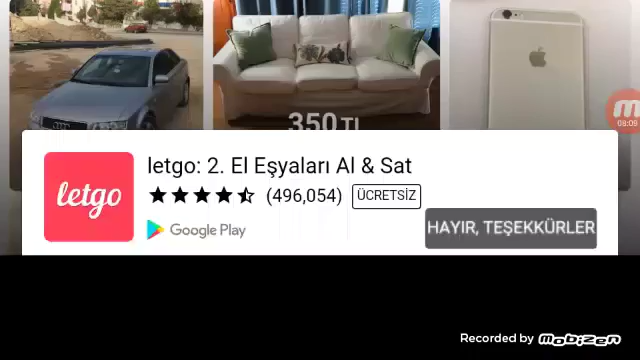 350 TL
08:09
letgo
letgo: 2. El Eşyaları Al & Sat
(496,054) ÜCRETSİZ
Google Play
HAYIR, TEŞEKKÜRLER
Recorded by MOBIZEN